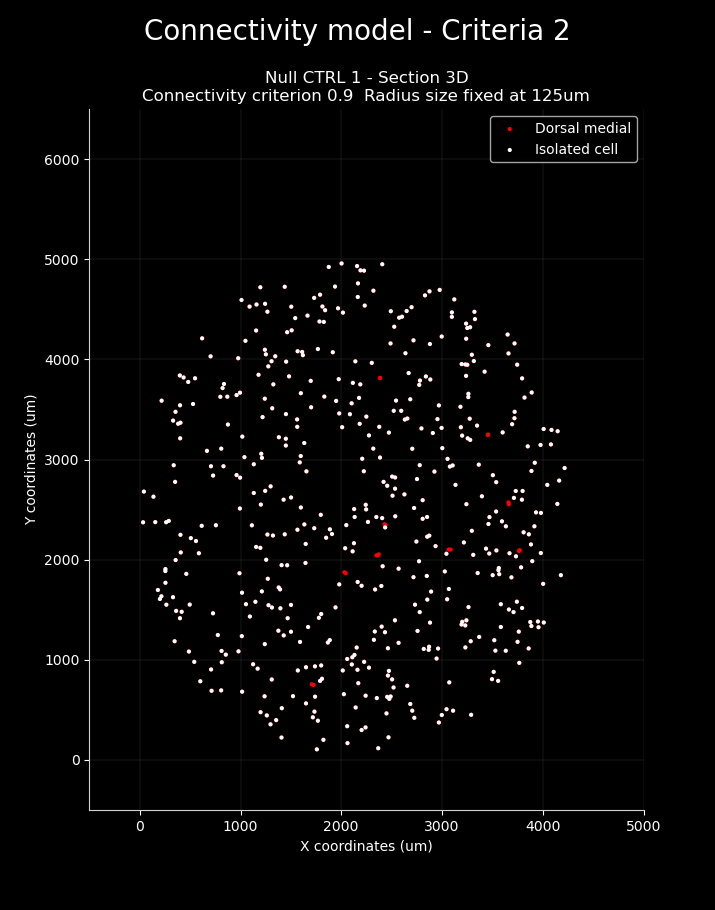 Connectivity model - Criteria 2
Null CTRL 1 - Section 3D
Connectivity criterion 0.9  Radius size fixed at 125um
Dorsal medial
Isolated cell
6000
5000
4000
3000
2000
1000
0
Y coordinates (um)
0 1000 2000 3000 4000 5000
X coordinates (um)